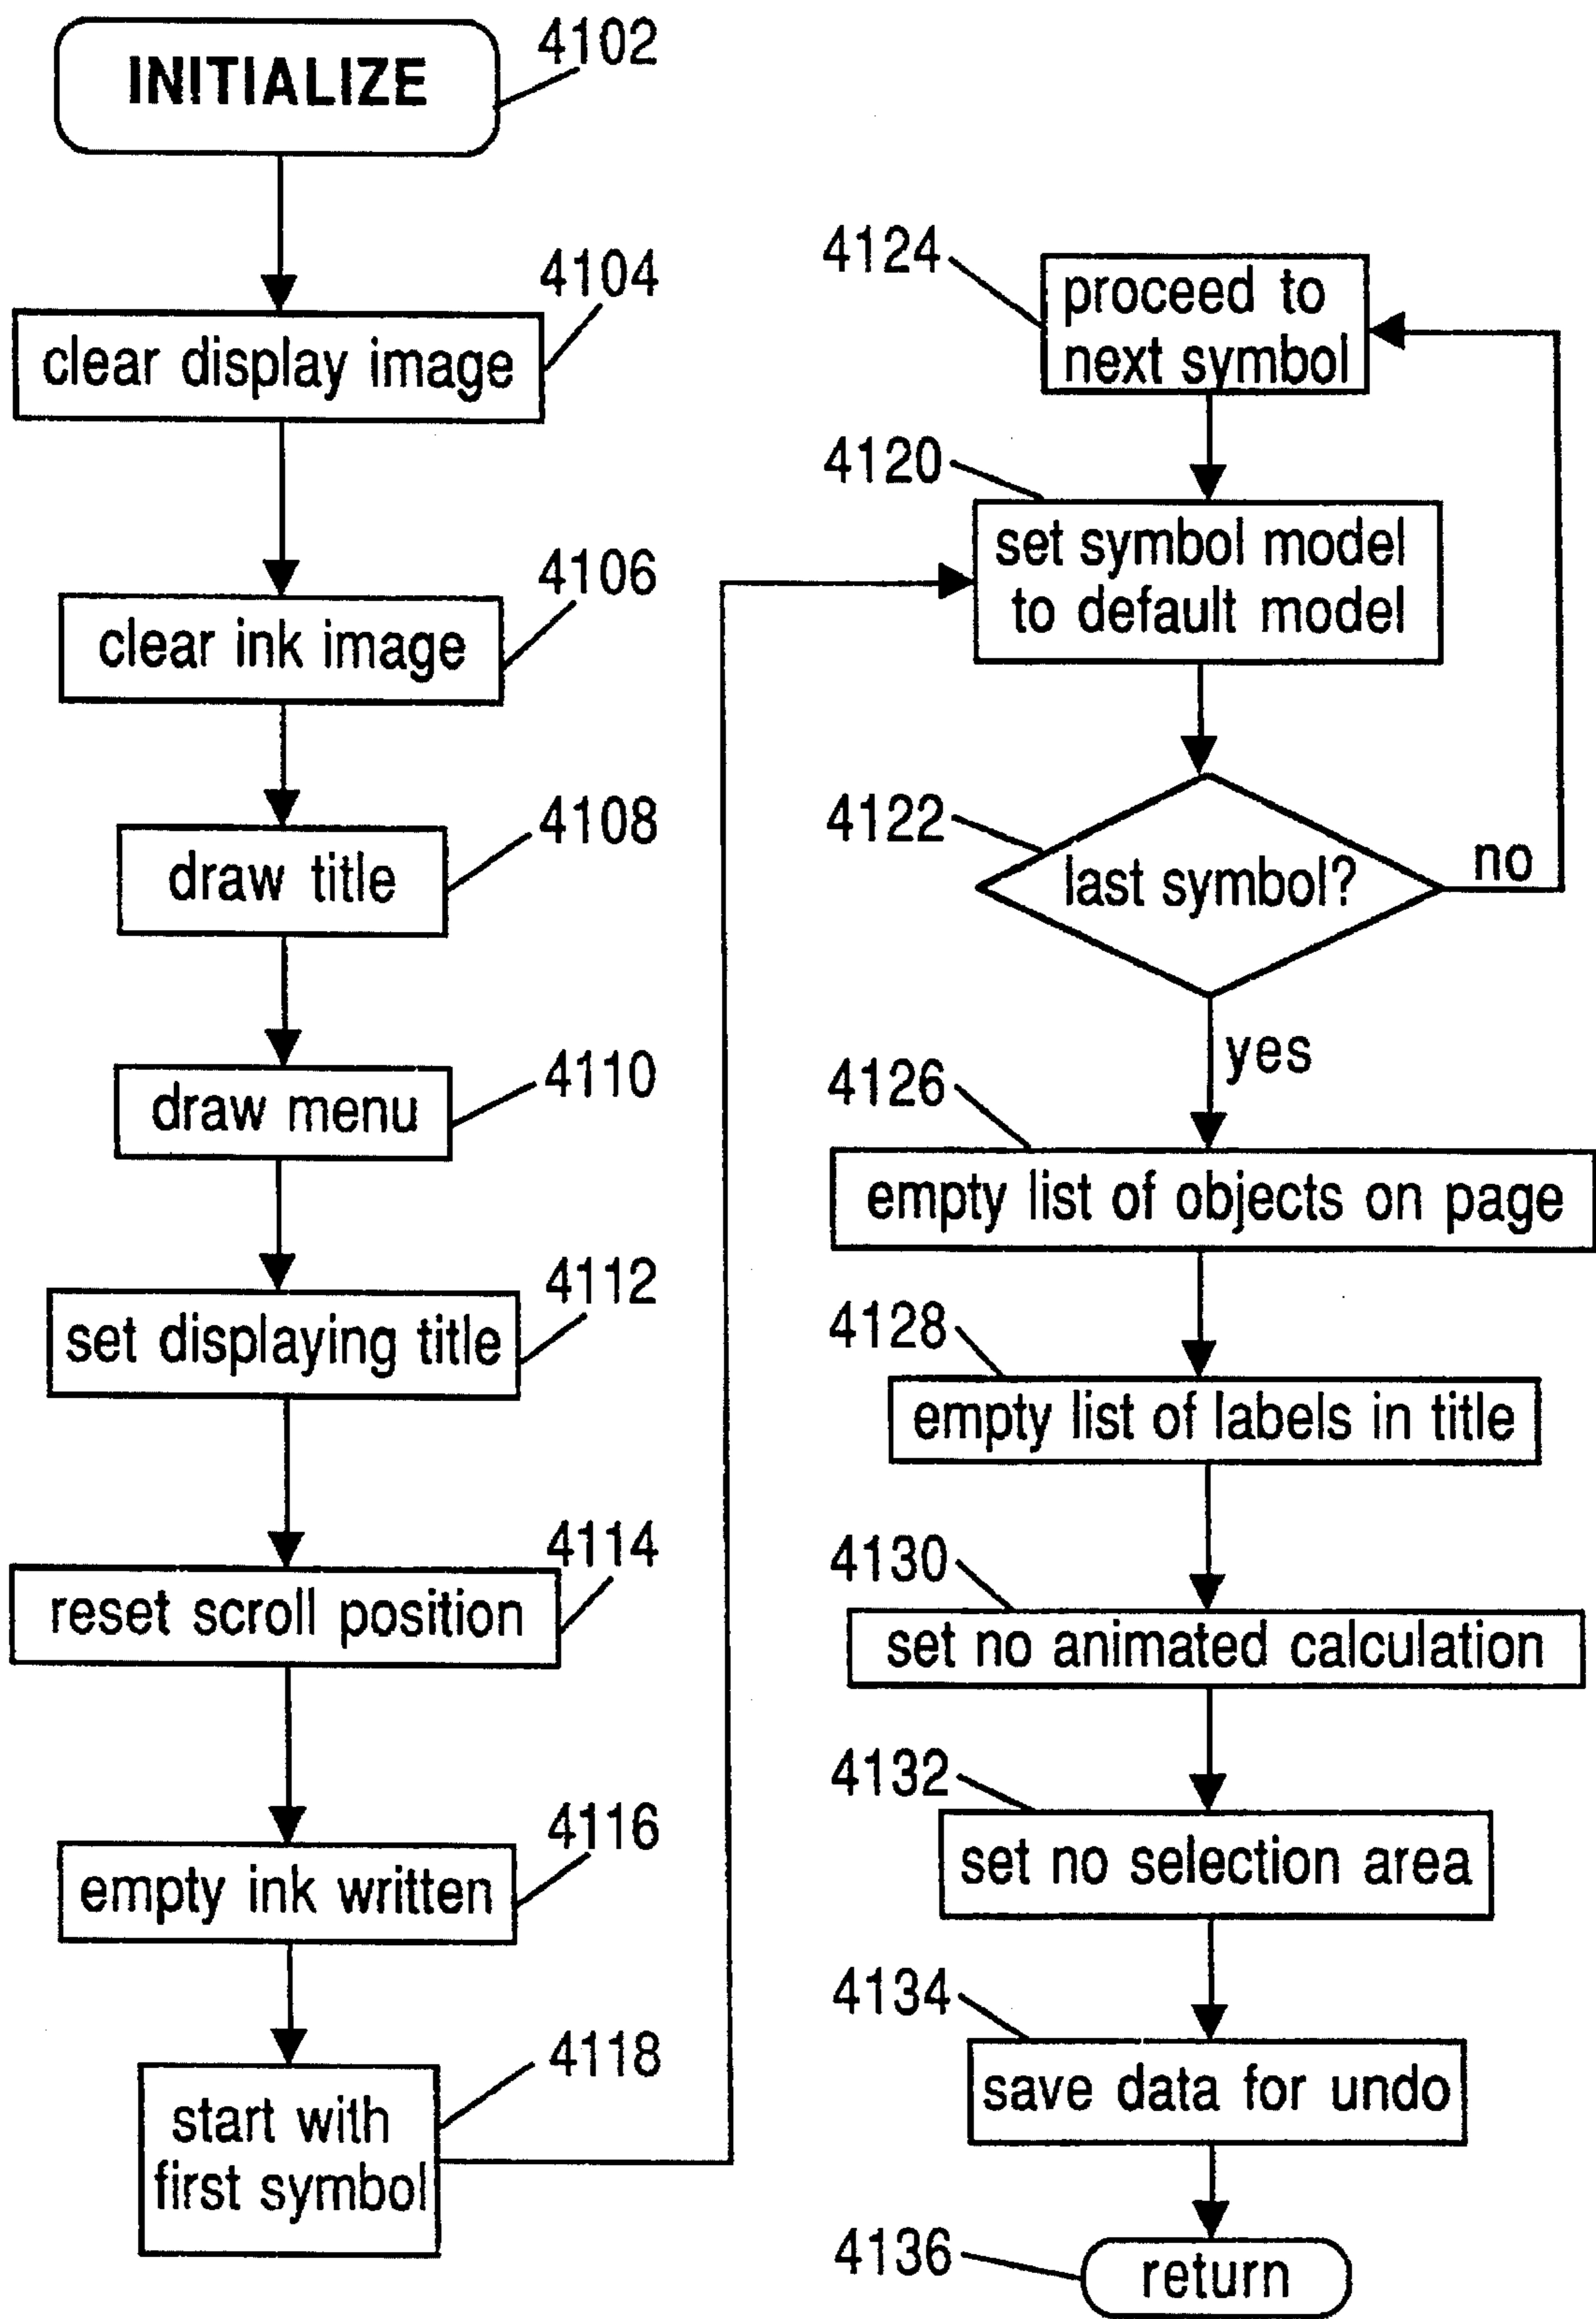 INITIALIZE
4102
4104
clear display image
4106
clear ink image
4108
draw title
4110
draw menu
4112
set displaying title
4114
reset scroll position
4116
empty ink written
4118
start with
first symbol
4124
proceed to
next symbol
4120
set symbol model
to default model
4122
last symbol?
no
yes
4126
empty list of objects on page
4128
empty list of labels in title
4130
set no animated calculation
4132
set no selection area
4134
save data for undo
4136
return